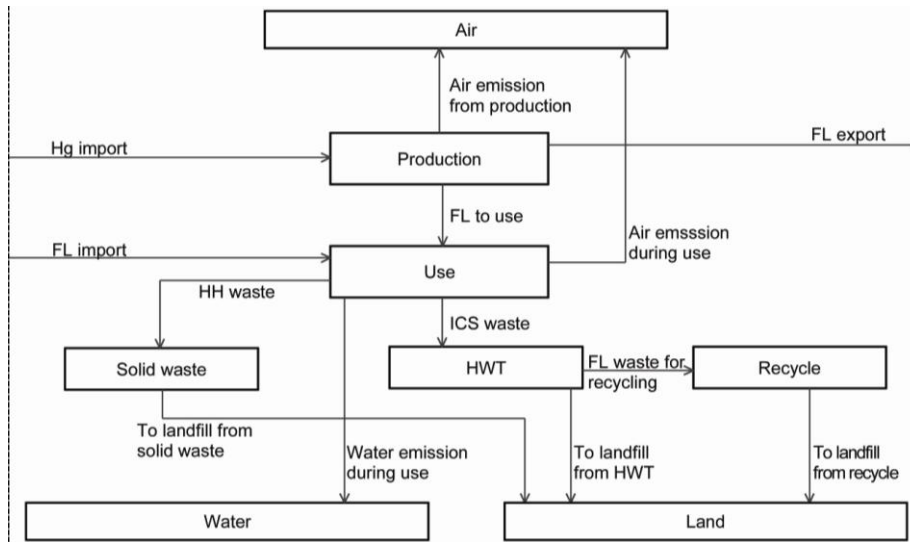 Air
Air emission
from production
Hg import
Production
FL export
FL to use
Air emsssion
during use
FL import
Use
HH waste
ICS waste
Solid waste
HWT
FL waste for
recycling
Recycle
To landfill from
solid waste
Water emission
during use
To landfill
from HWT
To landfill
from recycle
Water
Land